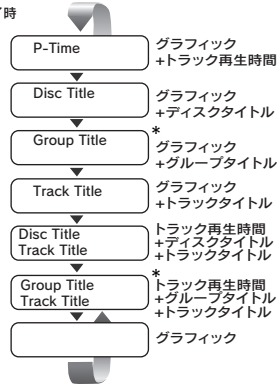 時
P-Time
グラフィック
+トラック再生時間
Disc Title
グラフィック
+ディスクタイトル
Group Title
*
グラフィック
+グループタイトル
Track Title
グラフィック
+トラックタイトル
Disc Title
Track Title
トラック再生時間
+ディスクタイトル
+トラックタイトル
Group Title
Track Title
*
トラック再生時間
+グループタイトル
+トラックタイトル
グラフィック